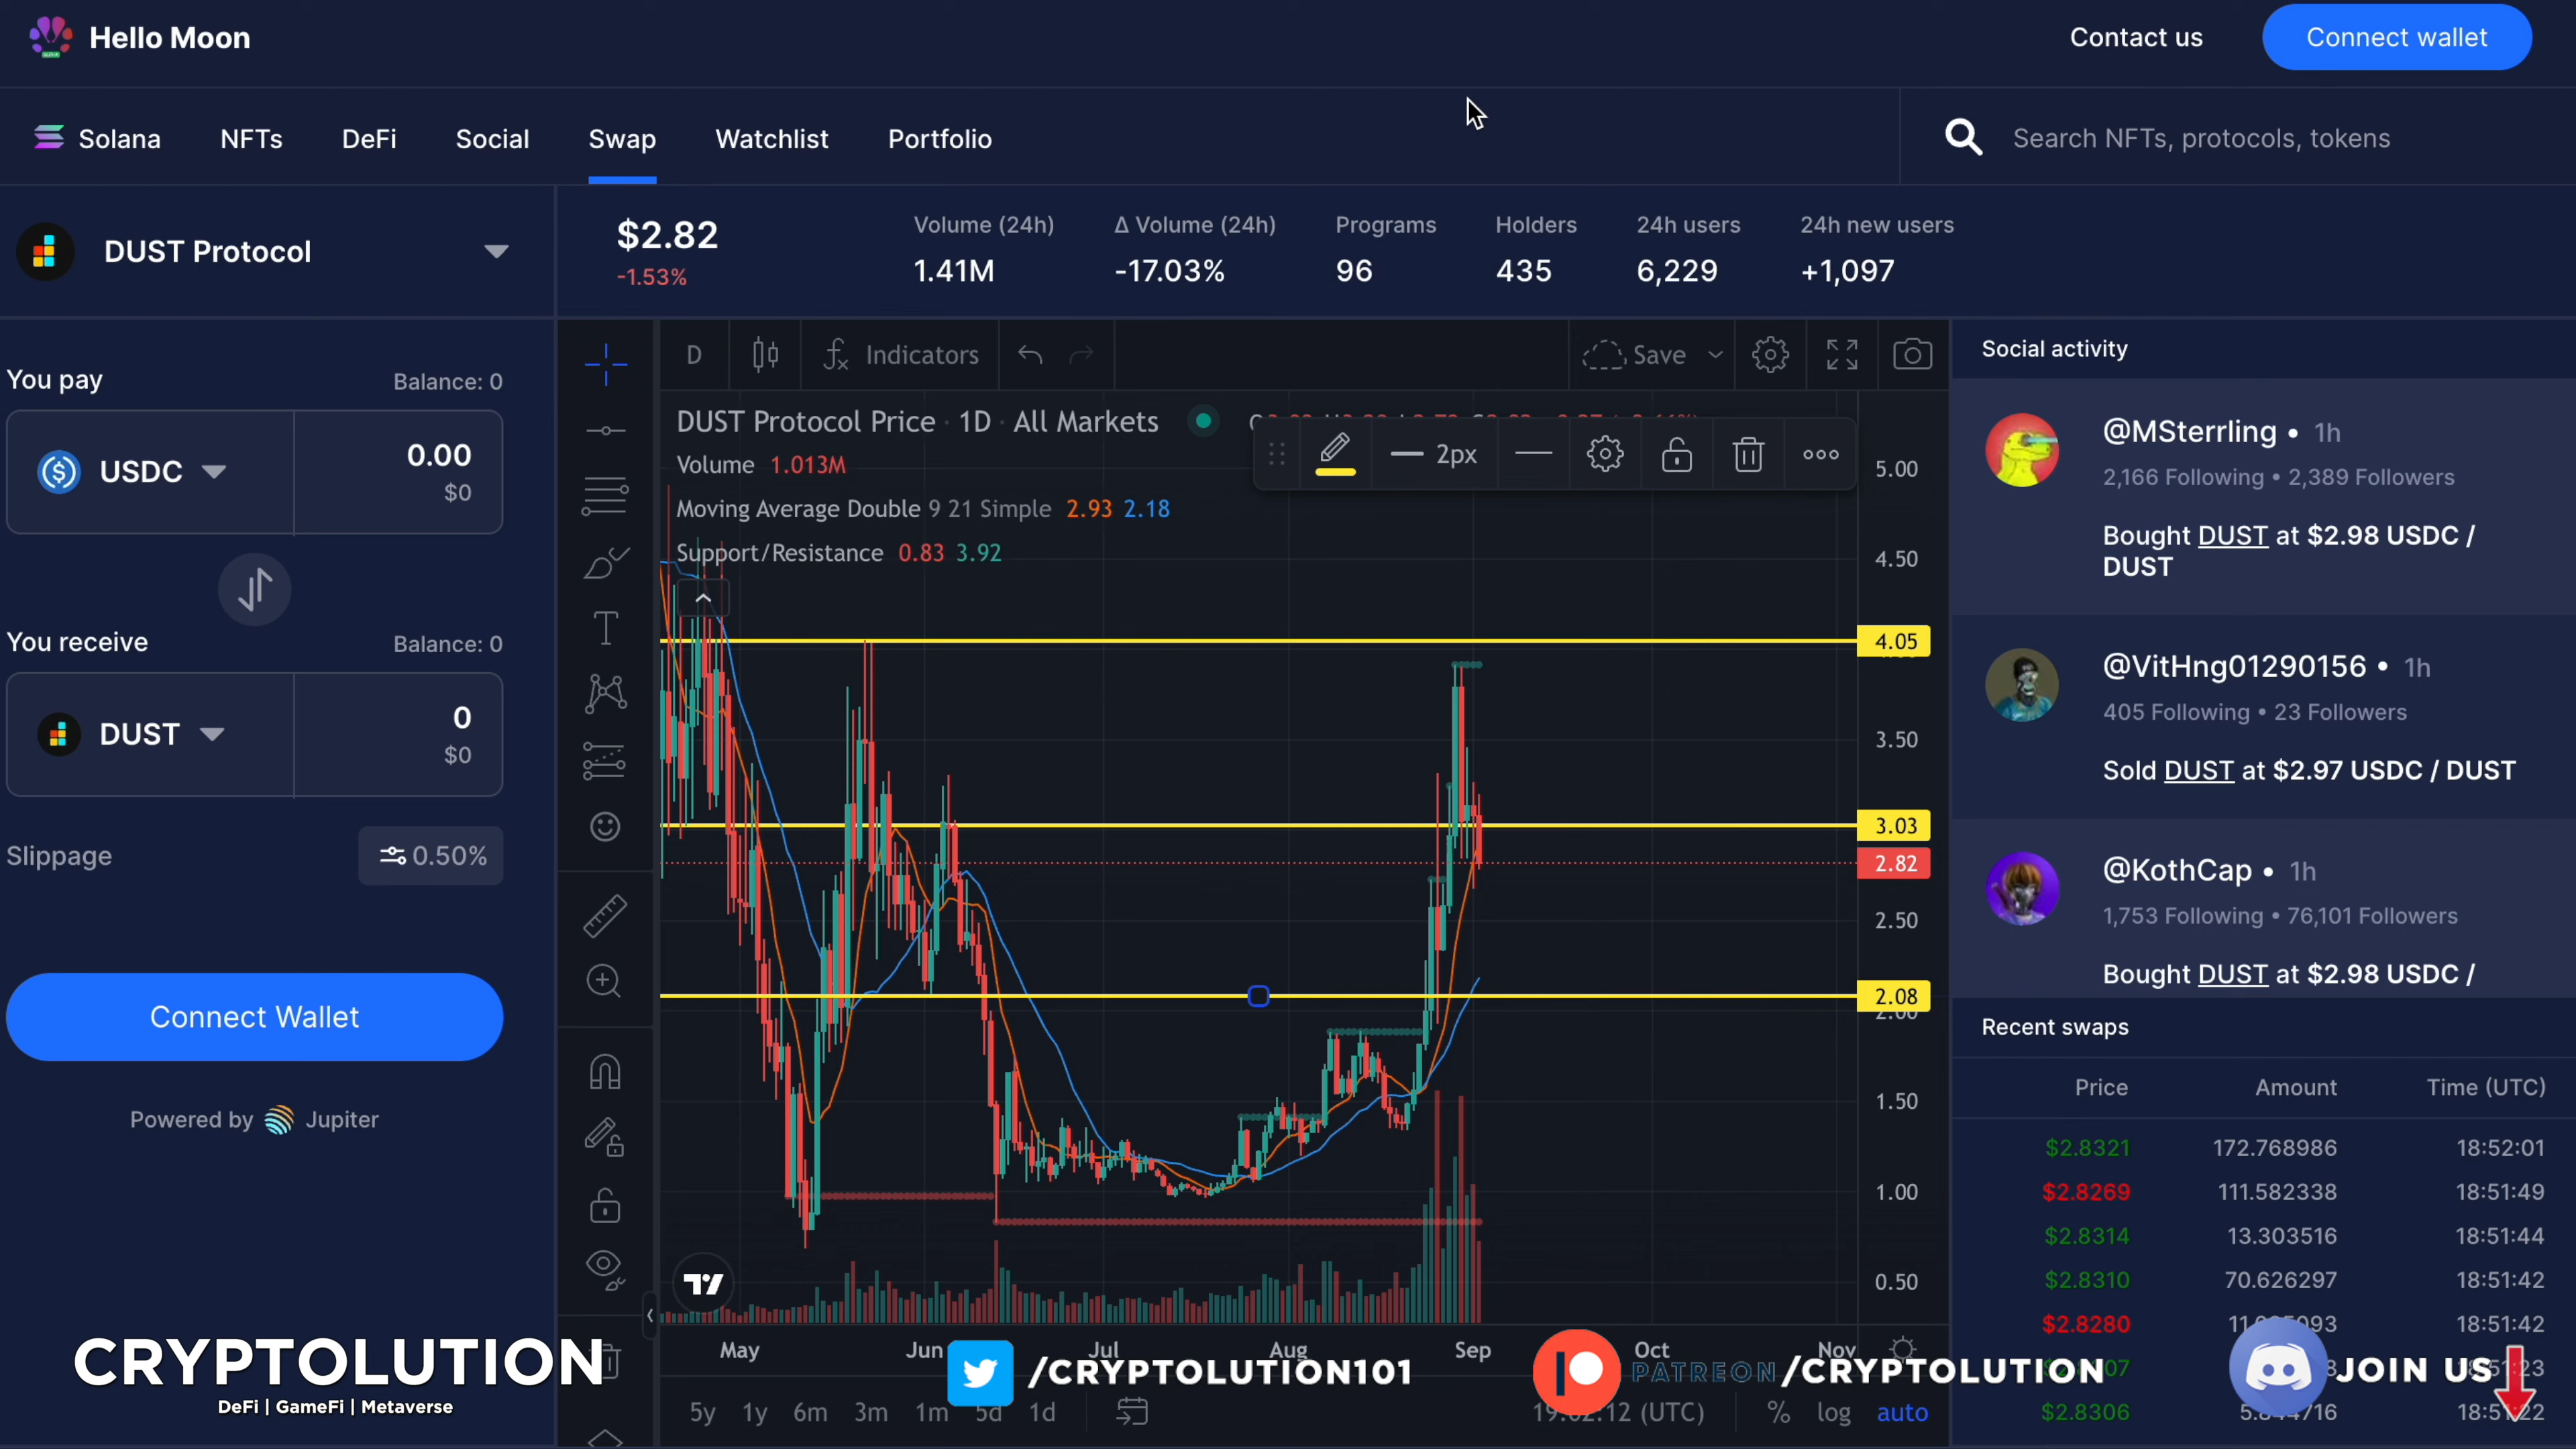 Hello Moon
Contact us
Connect wallet
Solana
NFTs
DeFi
Social
Swap
Watchlist
Portfolio
Search NFTs, protocols, tokens
DUST Protocol
$2.82
-1.53%
Volume (24h)
1.41M
Δ Volume (24h)
-17.03%
Programs
96
Holders
435
24h users
6,229
24h new users
+1,097
You pay
Balance: 0
USDC
0.00
$0
You receive
Balance: 0
DUST
0
$0
Slippage
0.50%
Connect Wallet
Powered by Jupiter
D
Indicators
Save
DUST Protocol Price · 1D · All Markets
Volume 1.013M
2px
Moving Average Double 9 21 Simple 2.93 2.18
Support/Resistance 0.83 3.92
5.00
4.50
4.05
3.50
3.03
2.82
2.50
2.08
2.00
1.50
1.00
0.50
May
Jun
Jul
Aug
Sep
Oct
Nov
5y
1y
6m
3m
1m
5d
1d
(UTC)
%
log
auto
Social activity
@MSterrling • 1h
2,166 Following • 2,389 Followers
Bought DUST at $2.98 USDC /
DUST
@VitHng01290156 • 1h
405 Following • 23 Followers
Sold DUST at $2.97 USDC / DUST
@KothCap • 1h
1,753 Following • 76,101 Followers
Bought DUST at $2.98 USDC /
Recent swaps
Price Amount Time (UTC)
$2.8321 172.768986 18:52:01
$2.8269 111.582338 18:51:49
$2.8314 13.303516 18:51:44
$2.8310 70.626297 18:51:42
$2.8280 18:51:42
$2.8306
CRYPTOLUTION
DeFi | GameFi | Metaverse
/CRYPTOLUTION101
PATREON /CRYPTOLUTION
JOIN US